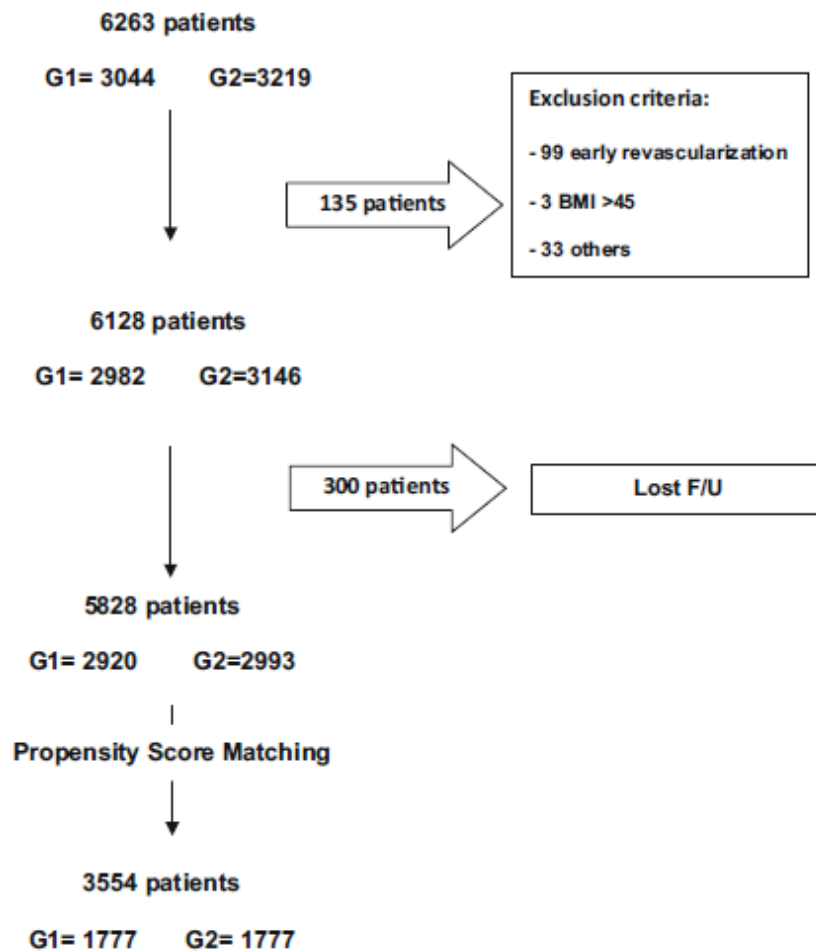 6263 patients
G1= 3044 G2=3219
Exclusion criteria:
- 99 early revascularization
- 3 BMI >45
- 33 others
135 patients
6128 patients
G1= 2982 G2=3146
300 patients
Lost F/U
5828 patients
G1= 2920 G2=2993
Propensity Score Matching
3554 patients
G1= 1777 G2= 1777